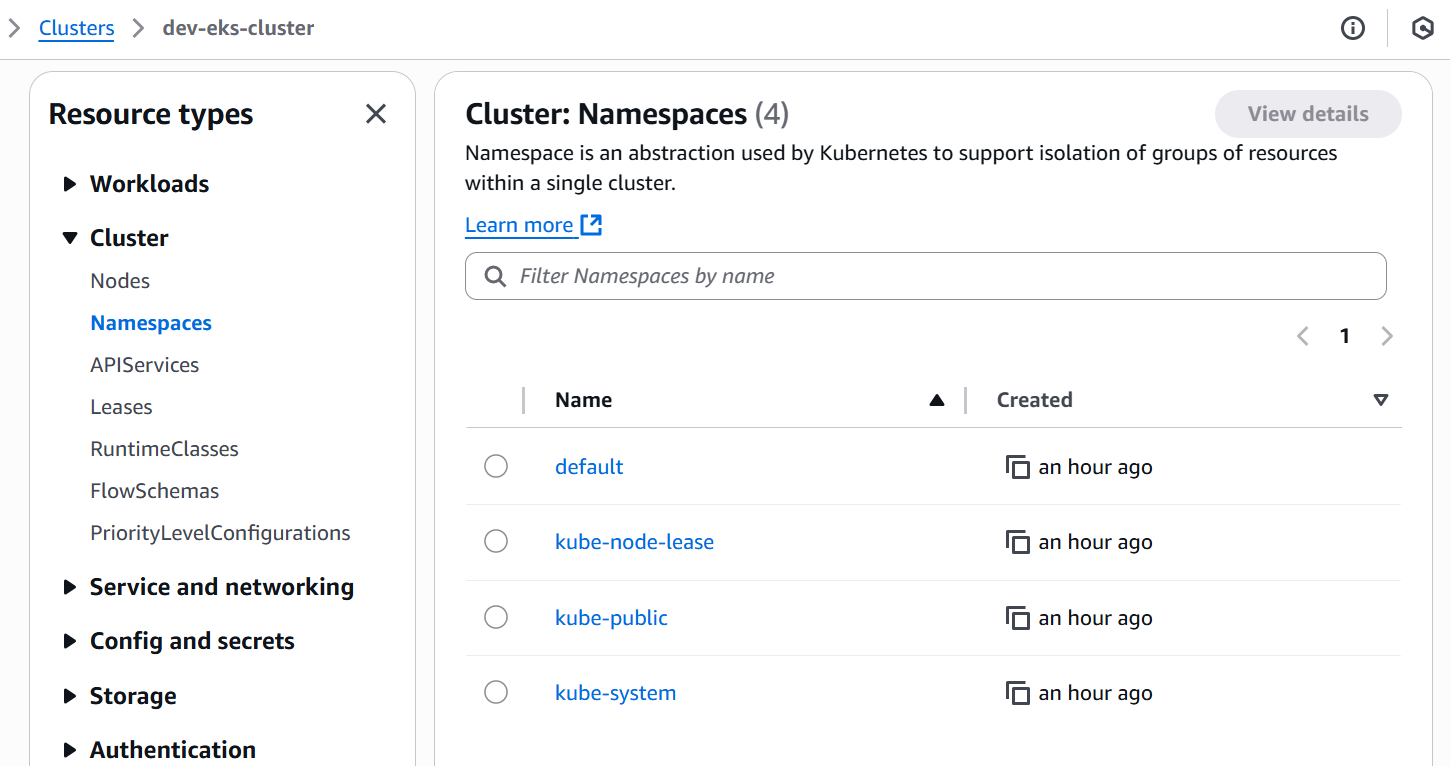 Clusters
dev-eks-cluster
Resource types
Workloads
Cluster
Nodes
Namespaces
APIServices
Leases
RuntimeClasses
FlowSchemas
PriorityLevelConfigurations
Service and networking
Config and secrets
Storage
Authentication
Cluster: Namespaces (4)
View details
Namespace is an abstraction used by Kubernetes to support isolation of groups of resources
within a single cluster.
Learn more
Filter Namespaces by name
1
Name Created
default an hour ago
kube-node-lease an hour ago
kube-public an hour ago
kube-system an hour ago